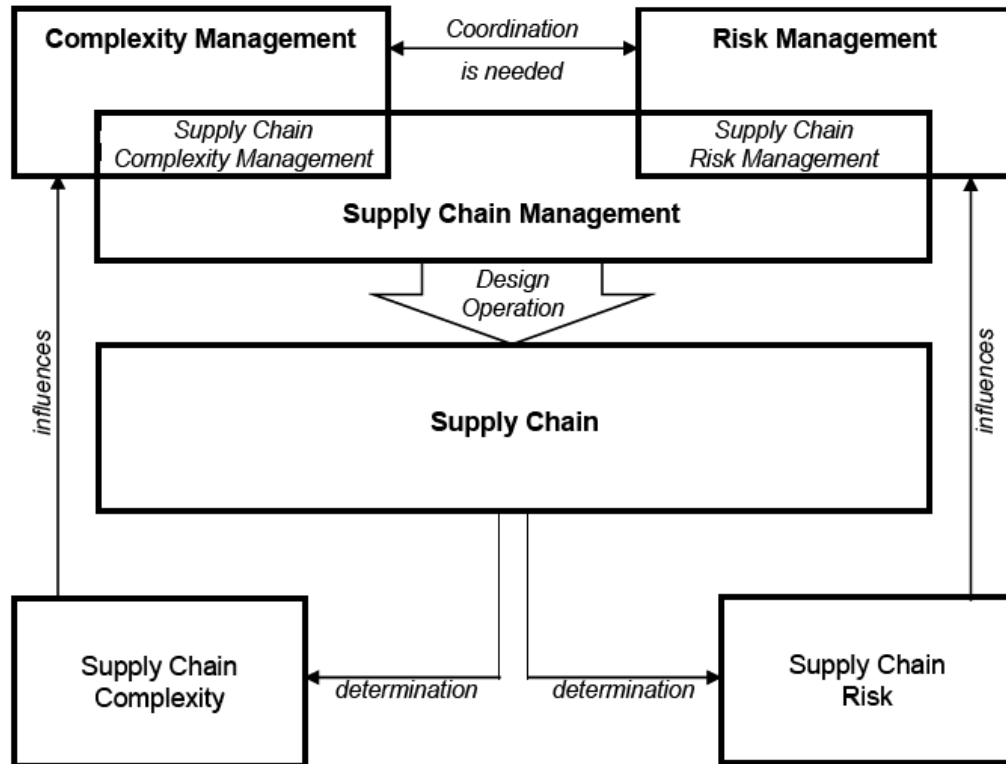 Complexity Management
Coordination
is needed
Risk Management
Supply Chain
Complexity Management
Supply Chain
Risk Management
Supply Chain Management
Design
Operation
influences
Supply Chain
influences
Supply Chain
Complexity
determination
determination
Supply Chain
Risk